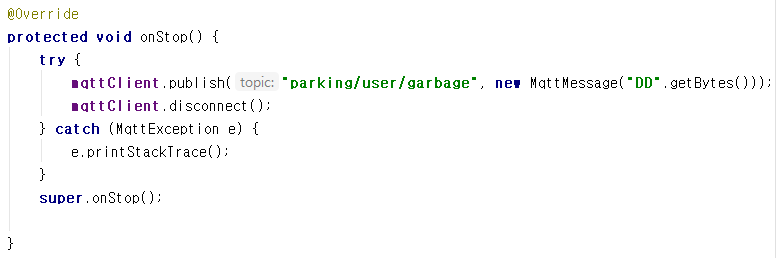 @Override
protected void onStop() {
try {
mqttClient.publish( topic: "parking/user/garbage", new MqttMessage("DD".getBytes()));
mqttClient.disconnect();
} catch (MqttException e) {
e.printStackTrace();
}
super.onStop();
}